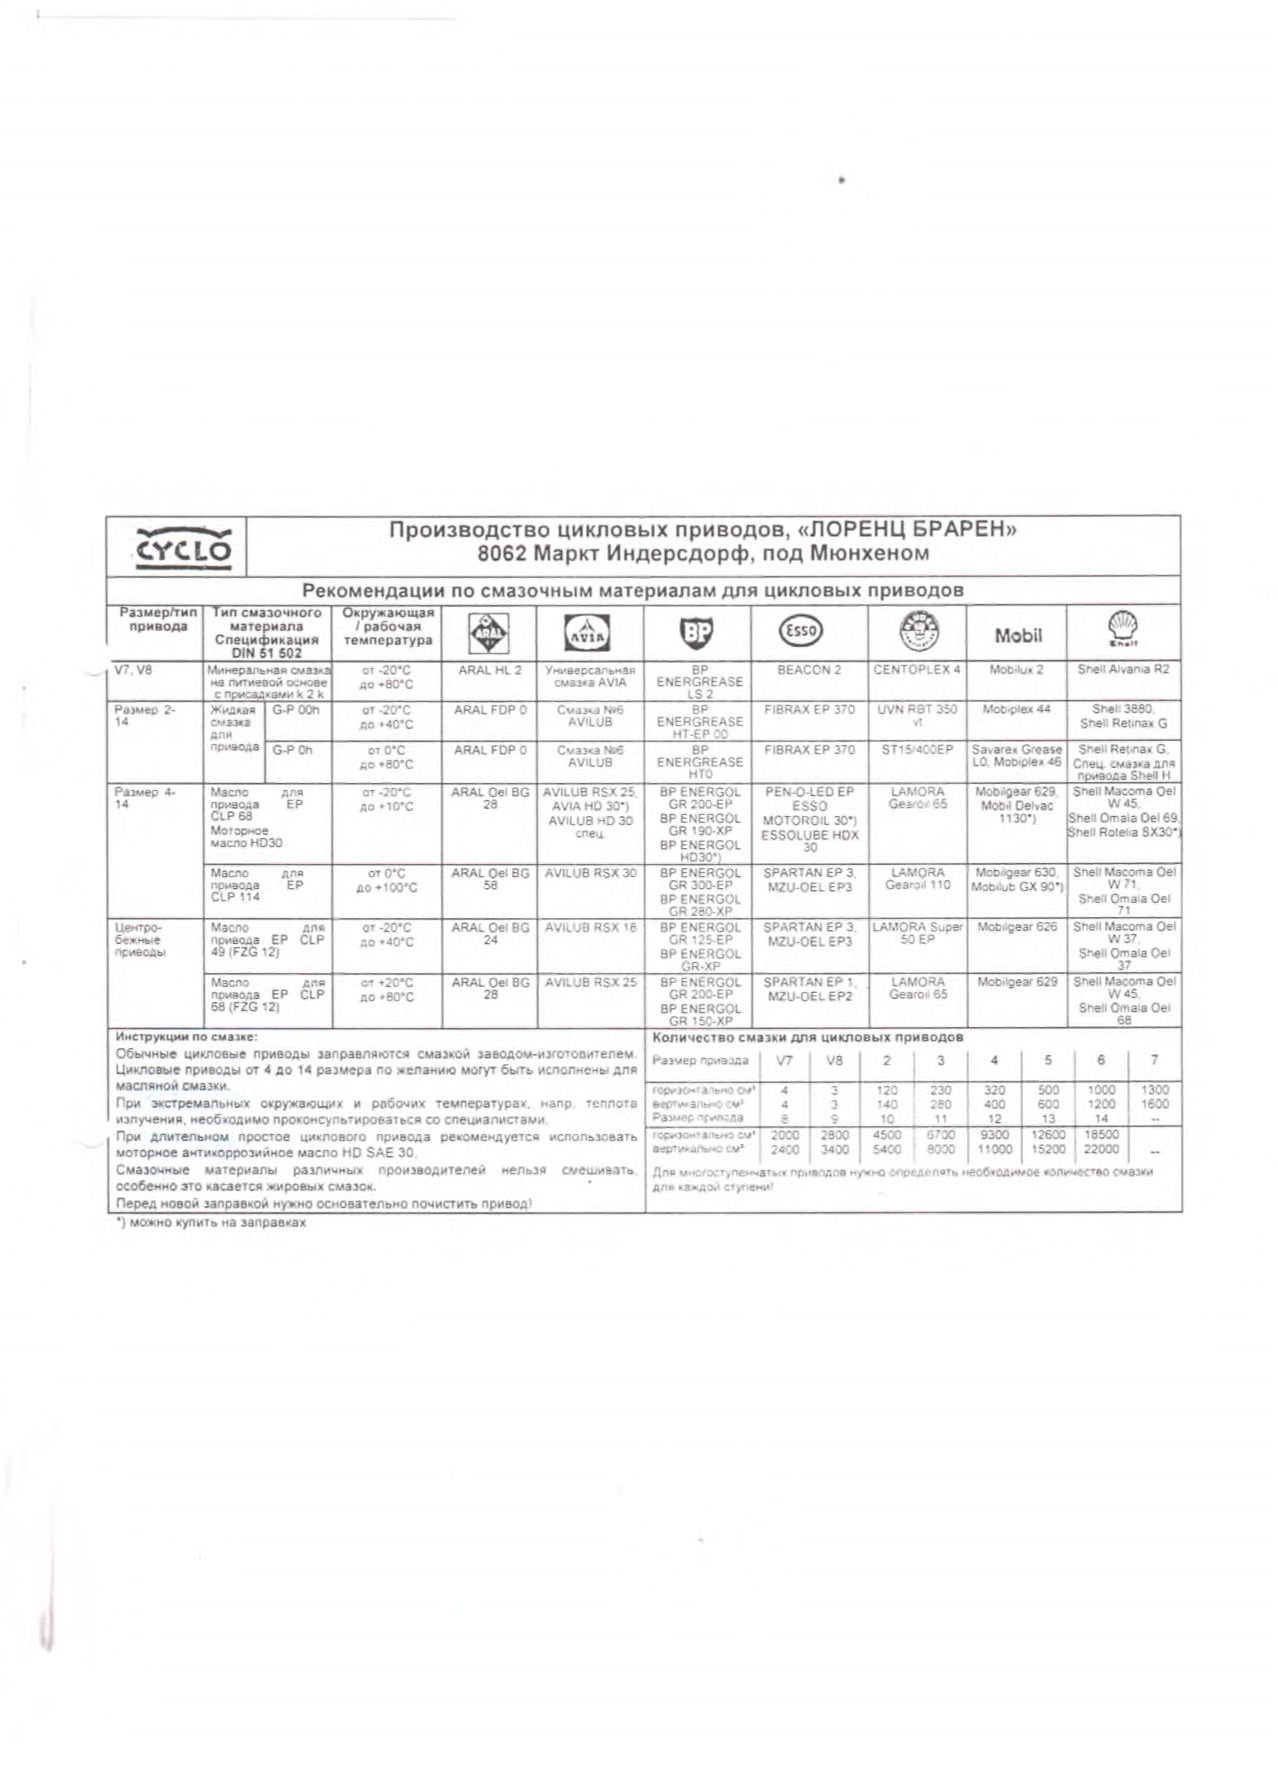 CYCLO
Производство цикловых приводов, «ЛОРЕНЦ БРАРЕН»
8062 Маркт Индерсдорф, под Мюнхеном
Рекомендации по смазочным материалам для цикловых приводов
Размер/тип привода
Тип смазочного материала Спецификация DIN 51 502
Окружающая / рабочая температура
ARAL
AVIA
BP
Esso
Mobil
Shell
V7, V8
Минеральная смазка на литиевой основе с присадками k 2 k
от -20°C до +80°C
ARAL HL 2
Универсальная смазка AVIA
BP ENERGREASE LS 2
BEACON 2
CENTOPLEX 4
Mobilux 2
Shell Alvania R2
Размер 2-14
Жидкая смазка для привода
G-P 00h
от -20°C до +40°C
ARAL FDP 0
Смазка №6 AVILUB
BP ENERGREASE HT-EP 00
FIBRAX EP 370
UVN RBT 350 vt
Mobiplex 44
Shell 3880, Shell Retinax G
G-P 0h
от 0°C до +80°C
ARAL FDP 0
Смазка №6 AVILUB
BP ENERGREASE HT0
FIBRAX EP 370
ST15/400EP
Savarex Grease L0, Mobiplex 46
Shell Retinax G, Спец. смазка для привода Shell H
Размер 4-14
Масло для привода EP CLP 68 Моторное масло HD30
от -20°C до +10°C
ARAL Oel BG 28
AVILUB RSX 25, AVIA HD 30*) AVILUB HD 30 спец.
BP ENERGOL GR 200-EP BP ENERGOL GR 190-XP BP ENERGOL HD30*)
PEN-O-LED EP ESSO MOTOROIL 30*) ESSOLUBE HDX 30
LAMORA Gearoil 65
Mobilgear 629, Mobil Delvac 1130*)
Shell Macoma Oel W 45, Shell Omala Oel 69, Shell Rotelia SX30*)
Масло для привода EP CLP 114
от 0°C до +100°C
ARAL Oel BG 58
AVILUB RSX 30
BP ENERGOL GR 300-EP BP ENERGOL GR 280-XP
SPARTAN EP 3, MZU-OEL EP3
LAMORA Gearoil 110
Mobilgear 630, Mobilub GX 90*)
Shell Macoma Oel W 71, Shell Omala Oel 71
Центро-бежные приводы
Масло для привода EP CLP 49 (FZG 12)
от -20°C до +40°C
ARAL Oel BG 24
AVILUB RSX 18
BP ENERGOL GR 125-EP BP ENERGOL GR-XP
SPARTAN EP 3, MZU-OEL EP3
LAMORA Super 50 EP
Mobilgear 626
Shell Macoma Oel W 37, Shell Omala Oel 37
Масло для привода EP CLP 68 (FZG 12)
от +20°C до +80°C
ARAL Oel BG 28
AVILUB RSX 25
BP ENERGOL GR 200-EP BP ENERGOL GR 150-XP
SPARTAN EP 1, MZU-OEL EP2
LAMORA Gearoil 65
Mobilgear 629
Shell Macoma Oel W 45, Shell Omala Oel 68
Инструкции по смазке:
Обычные цикловые приводы заправляются смазкой заводом-изготовителем.
Цикловые приводы от 4 до 14 размера по желанию могут быть исполнены для
масляной смазки.
При экстремальных окружающих и рабочих температурах, напр. теплота
излучения, необходимо проконсультироваться со специалистами.
При длительном простое циклового привода рекомендуется использовать
моторное антикоррозийное масло HD SAE 30.
Смазочные материалы различных производителей нельзя смешивать,
особенно это касается жировых смазок.
Перед новой заправкой нужно основательно почистить привод!
Количество смазки для цикловых приводов
Размер привода V7 V8 2 3 4 5 6 7
горизонтально см³ 4 3 120 230 320 500 1000 1300
вертикально см³ 4 3 140 280 400 600 1200 1600
Размер привода 8 9 10 11 12 13 14 --
горизонтально см³ 2000 2800 4500 6700 9300 12600 18500
вертикально см³ 2400 3400 5400 8000 11000 15200 22000 --
Для многоступенчатых приводов нужно определять необходимое количество смазки
для каждой ступени!
*) можно купить на заправках